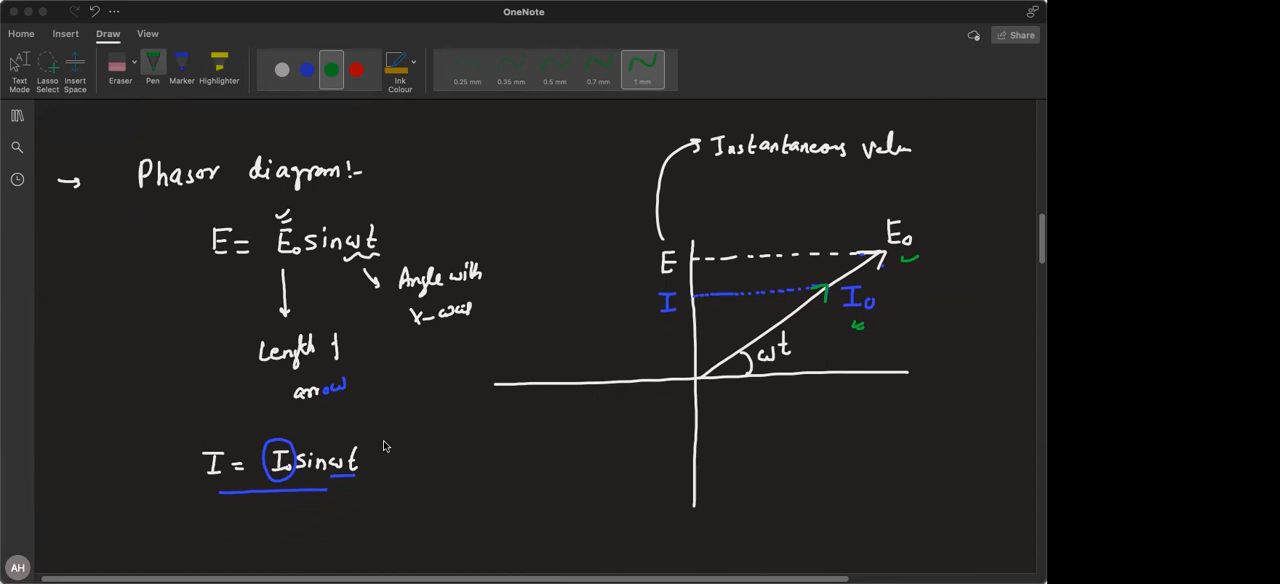 OneNote
Home Insert Draw View
Share
Text Mode
Lasso Select
Insert Space
Eraser
Pen
Marker
Highlighter
Ink Colour
0.25 mm
0.35 mm
0.5 mm
0.7 mm
1 mm
→ Phasor diagram:-
E = E₀sinωt
Angle with
X-axis
Length of
arrow
I = I₀sinωt
Instantaneous value
E₀
E
I
I₀
ωt
AH